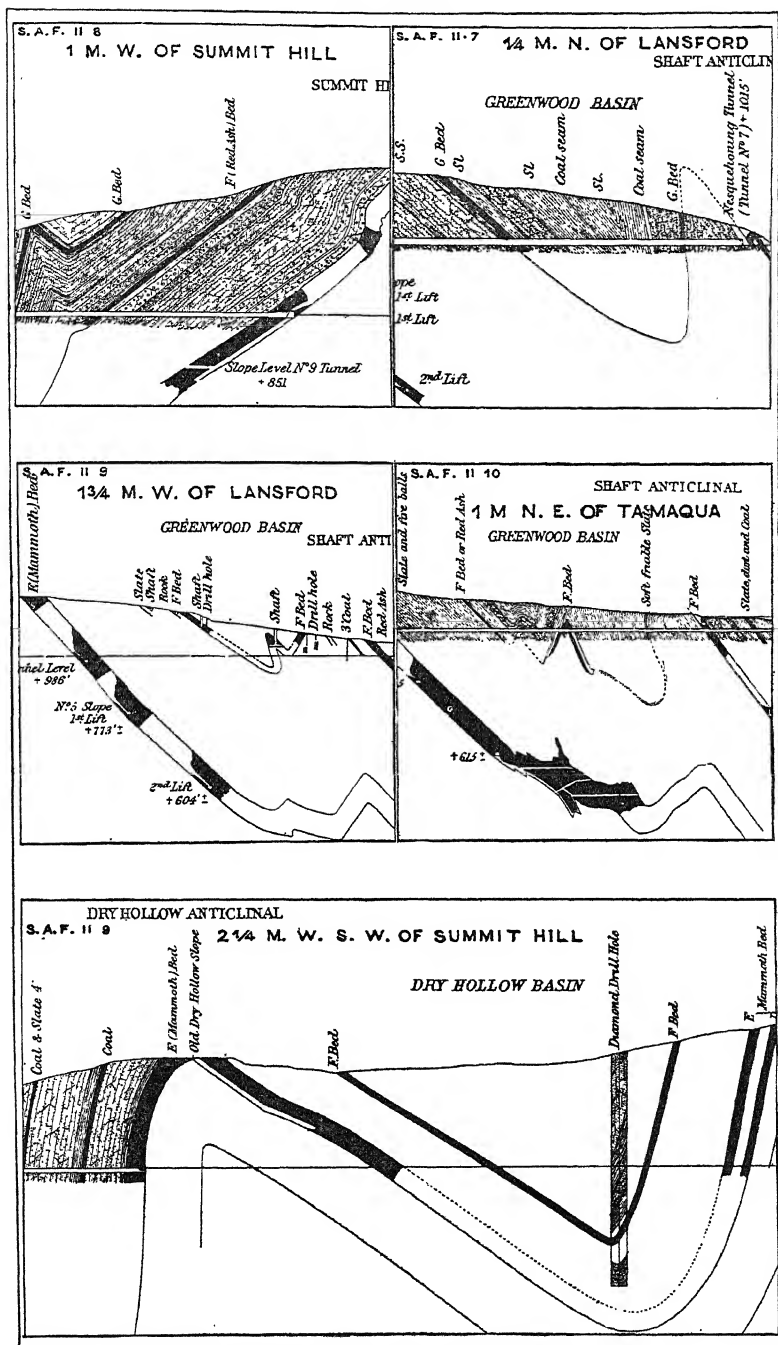 S. A. F. II 8
1 M. W. OF SUMMIT HILL
SUMMIT HI
G Bed
G. Bed
F (Red Ash) Bed
Slope Level Nº 9 Tunnel
+ 851
S. A. F. II·7
¼ M. N. OF LANSFORD
SHAFT ANTICLIN
GREENWOOD BASIN
S.S.
G Bed
Sl
Sl.
Coal seam
SL.
Coal seam
G. Bed
Nesquehoning Tunnel
(Tunnel Nº 7) + 1015'
ope
1st Lift
1st Lift
2nd Lift
S. A. F. II 9
1¾ M. W. OF LANSFORD
GREENWOOD BASIN
SHAFT ANTI
E (Mammoth) Bed
Slate
Shaft
Rock
F Bed
Shaft
Drill hole
Shaft
F Bed
Drill hole
Rock
3' Coal
F. Bed
Red Ash
nnel Level
+ 986'
Nº 5 Slope
1st Lift
+773'±
2nd Lift
+ 604'±
S. A. F. II 10
SHAFT ANTICLINAL
1 M N. E. OF TAMAQUA
GREENWOOD BASIN
Slate and fire balls
F Bed or Red Ash
F. Bed
Soft friable Slate
F Bed
Slate, dirt and Coal
+615±
DRY HOLLOW ANTICLINAL
S. A. F. II 9
2¼ M. W. S. W. OF SUMMIT HILL
DRY HOLLOW BASIN
Coal & Slate 4'
Coal
E (Mammoth) Bed
Old Dry Hollow Slope
F. Bed
Diamond Drill Hole
F Bed
E
Mammoth Bed